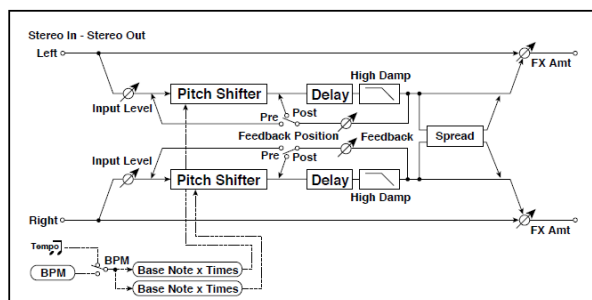 Stereo In - Stereo Out
Left
FX Amt
Input Level
Pitch Shifter
Delay
High Damp
Post
Pre
Feedback Position
Feedback
Spread
Pre
Post
Input Level
Pitch Shifter
Delay
High Damp
Right
FX Amt
Tempo
BPM
BPM
Base Note x Times
Base Note x Times